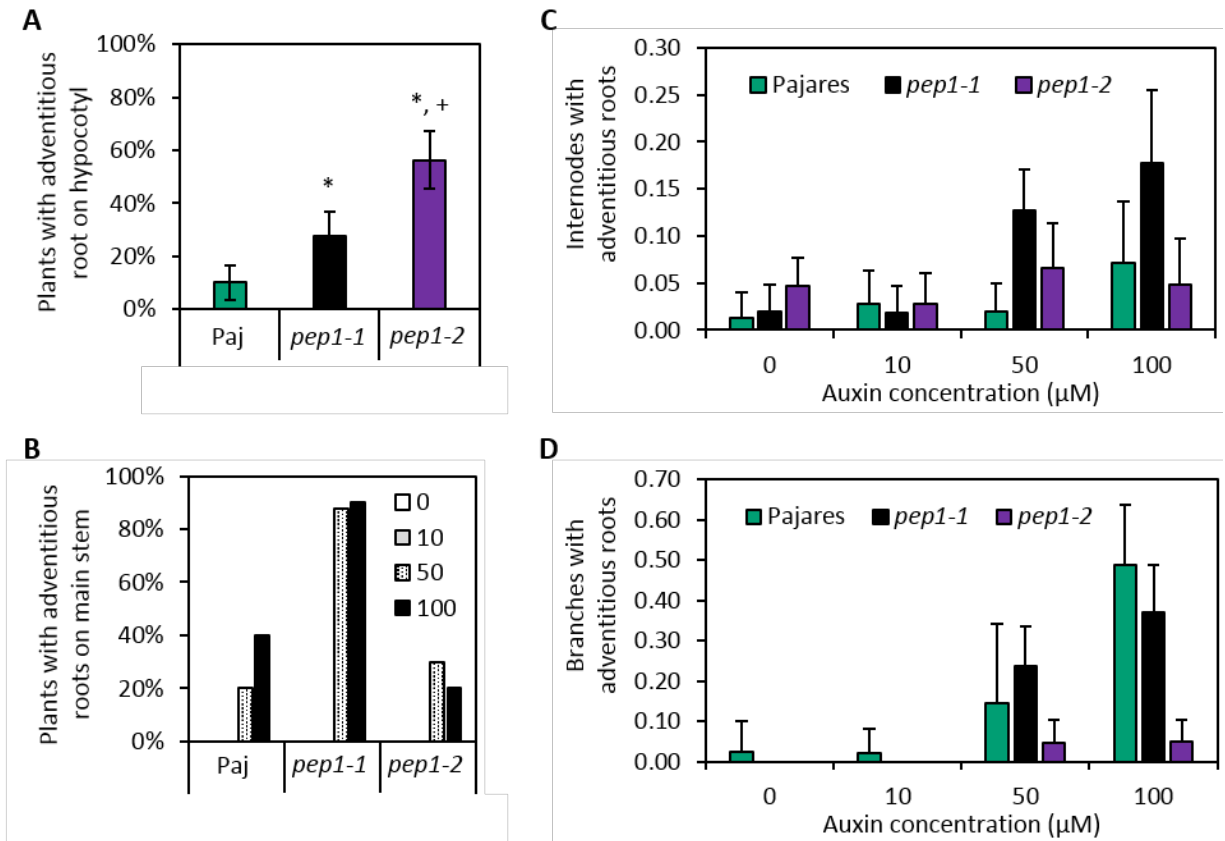 A
Plants with adventitious
root on hypocotyl
100%
80%
60%
40%
20%
0%
*
*, +
Paj
pep1-1
pep1-2
B
Plants with adventitious
roots on main stem
100%
80%
60%
40%
20%
0%
0
10
50
100
Paj
pep1-1
pep1-2
C
Internodes with
adventitious roots
0.30
0.25
0.20
0.15
0.10
0.05
0.00
Pajares pep1-1 pep1-2
0 10 50 100
Auxin concentration (µM)
D
Branches with
adventitious roots
0.70
0.60
0.50
0.40
0.30
0.20
0.10
0.00
Pajares pep1-1 pep1-2
0 10 50 100
Auxin concentration (µM)